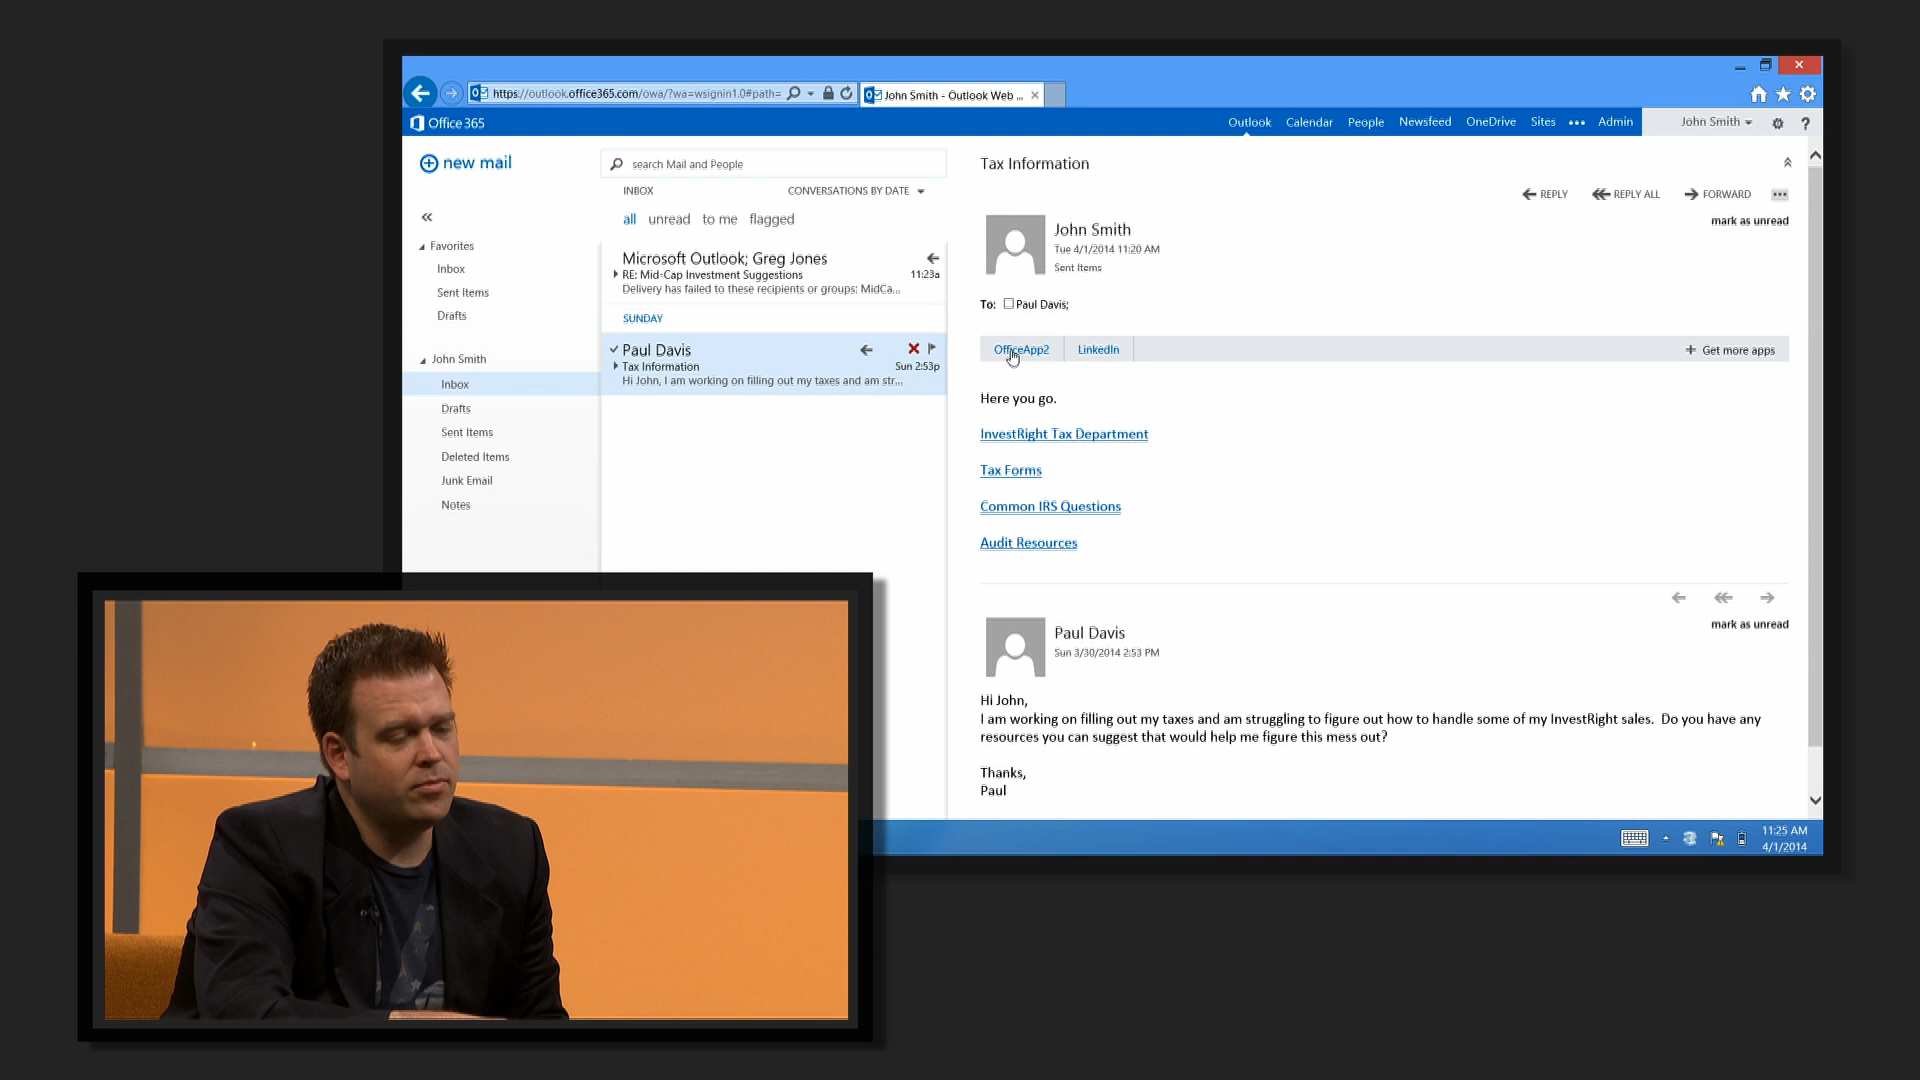 https://outlook.office365.com/owa/?wa=wsignin1.0#path=
John Smith - Outlook Web ...
Office 365
Outlook Calendar People Newsfeed OneDrive Sites ••• Admin John Smith ?
new mail
search Mail and People
INBOX CONVERSATIONS BY DATE
all unread to me flagged
Favorites
Inbox
Sent Items
Drafts
John Smith
Inbox
Drafts
Sent Items
Deleted Items
Junk Email
Notes
Microsoft Outlook; Greg Jones
RE: Mid-Cap Investment Suggestions 11:23a
Delivery has failed to these recipients or groups: MidCa...
SUNDAY
Paul Davis
Tax Information Sun 2:53p
Hi John, I am working on filling out my taxes and am str...
Tax Information
REPLY REPLY ALL FORWARD •••
mark as unread
John Smith
Tue 4/1/2014 11:20 AM
Sent Items
To: Paul Davis;
OfficeApp2 LinkedIn + Get more apps
Here you go.
InvestRight Tax Department
Tax Forms
Common IRS Questions
Audit Resources
mark as unread
Paul Davis
Sun 3/30/2014 2:53 PM
Hi John,
I am working on filling out my taxes and am struggling to figure out how to handle some of my InvestRight sales. Do you have any
resources you can suggest that would help me figure this mess out?
Thanks,
Paul
11:25 AM
4/1/2014